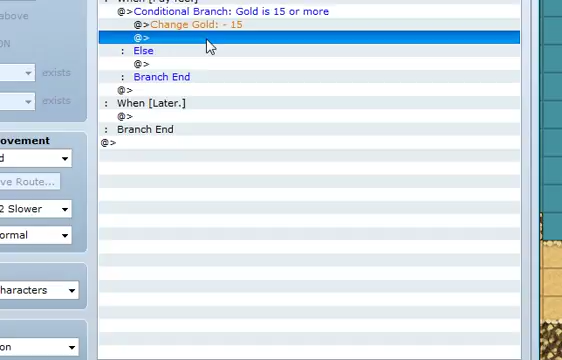 above
@>Conditional Branch: Gold is 15 or more
@>Change Gold: - 15
ON
@>
: Else
@>
exists
: Branch End
@>
exists
: When [Later.]
@>
: Branch End
ovement
@>
d
ve Route...
2 Slower
ormal
haracters
on